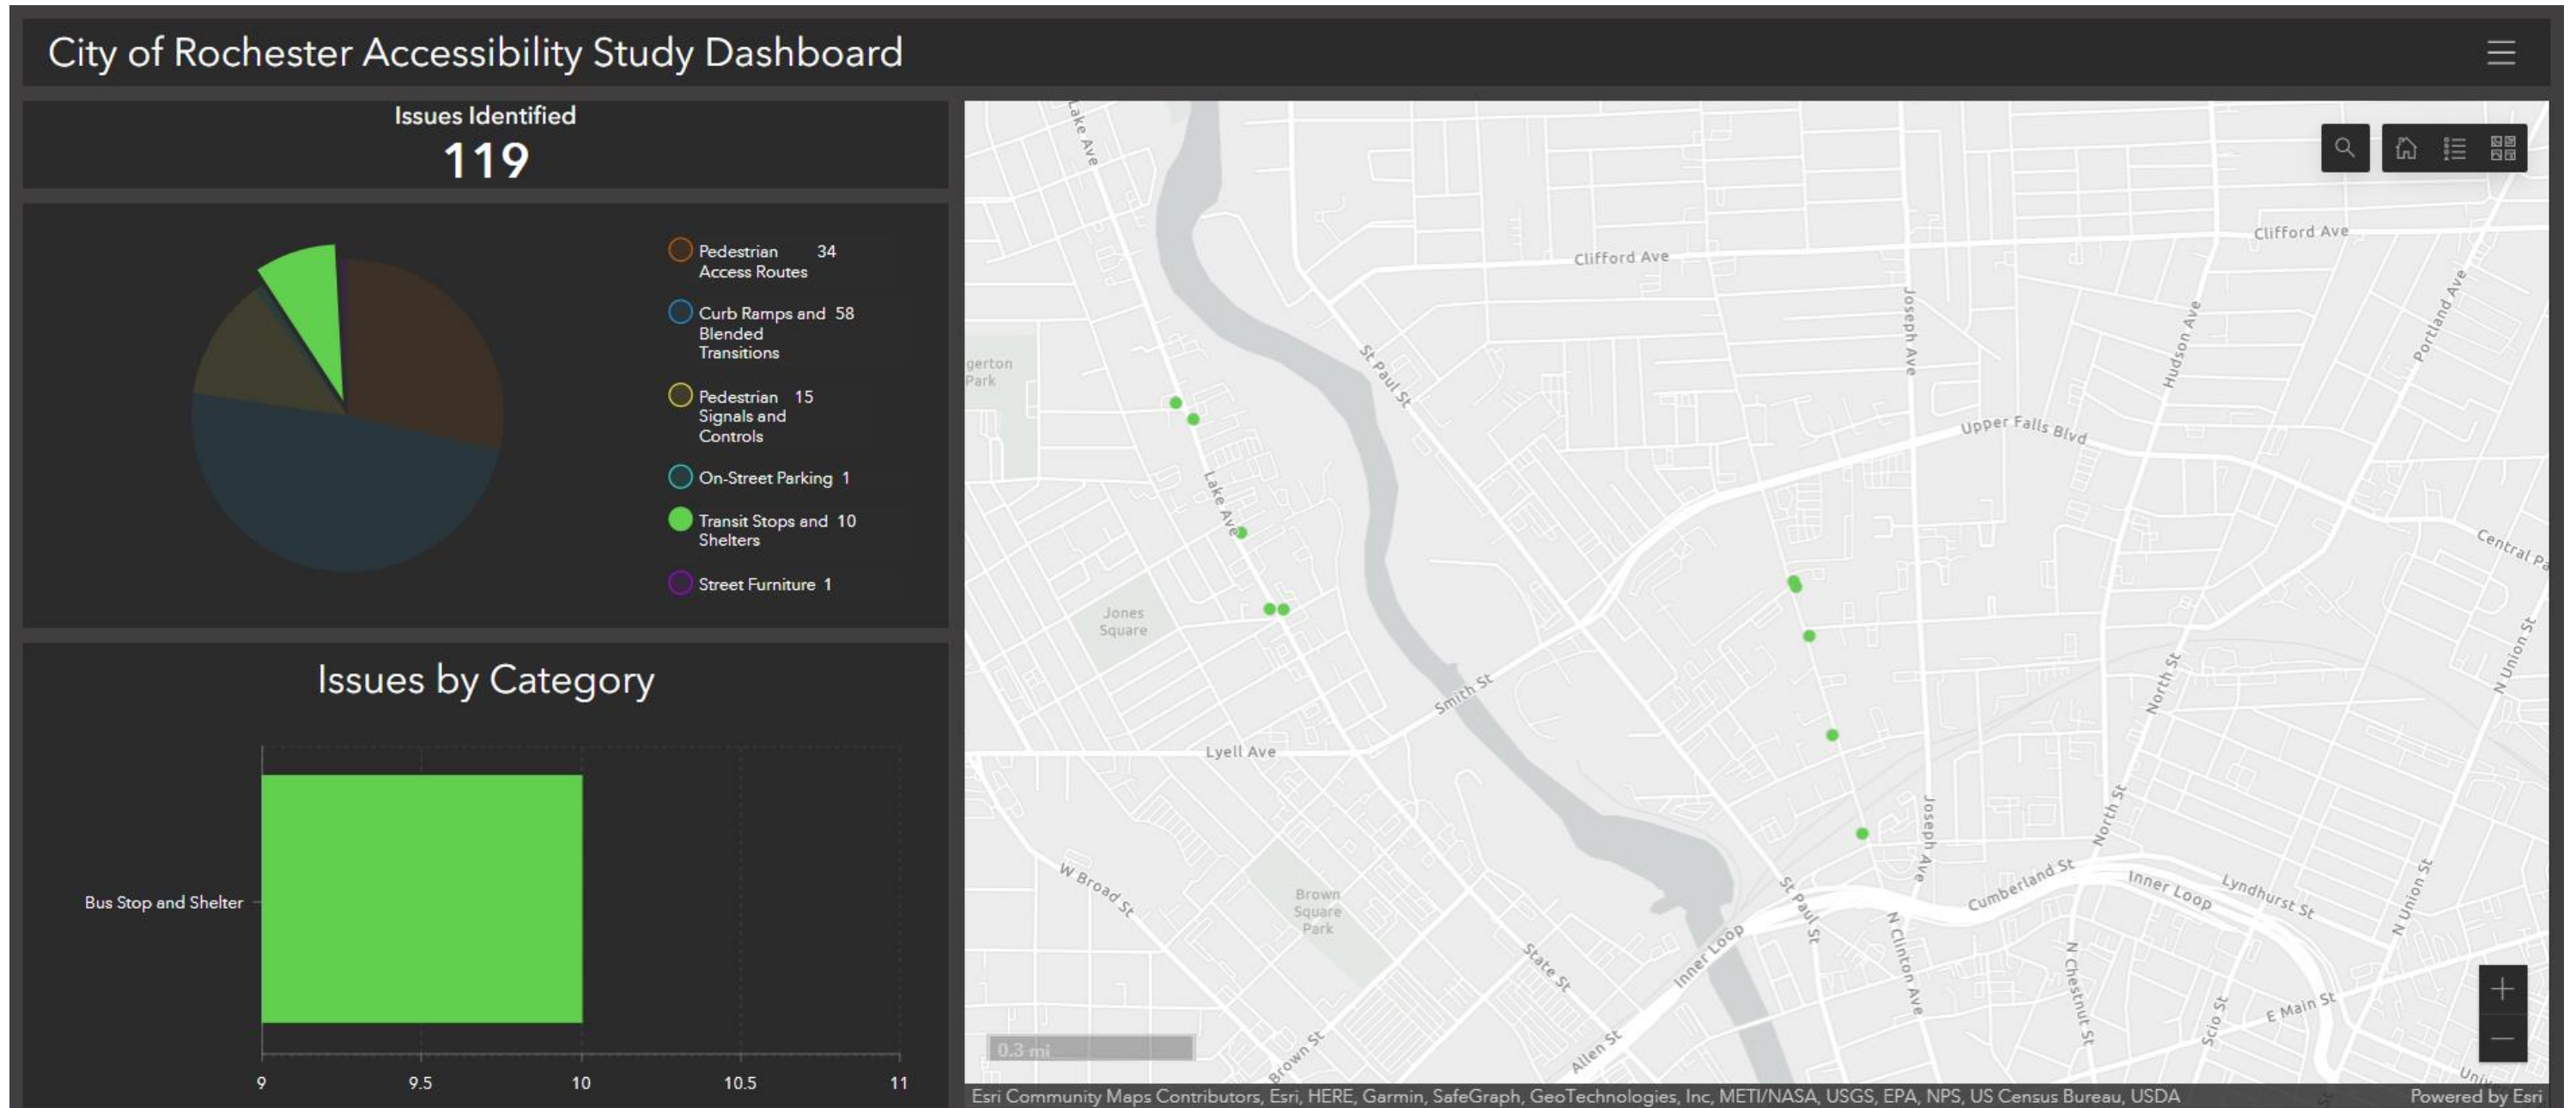 City of Rochester Accessibility Study Dashboard
Issues Identified
119
Pedestrian 34
Access Routes
Curb Ramps and 58
Blended
Transitions
Pedestrian 15
Signals and
Controls
On-Street Parking 1
Transit Stops and 10
Shelters
Street Furniture 1
Issues by Category
Bus Stop and Shelter
9 9.5 10 10.5 11
Lake Ave
Clifford Ave
Clifford Ave
Joseph Ave
Hudson Ave
Portland Ave
St Paul St
gerton
Park
Upper Falls Blvd
Lake Ave
Central Pa
Jones
Square
Smith St
North St
N Union St
Lyell Ave
Joseph Ave
North St
W Broad St
Brown
Square
Park
St Paul St
Cumberland St
Inner Loop
Lyndhurst St
N Union St
State St
Inner Loop
N Clinton Ave
N Chestnut St
Scio St
E Main St
0.3 mi
Brown St
Allen St
Esri Community Maps Contributors, Esri, HERE, Garmin, SafeGraph, GeoTechnologies, Inc, METI/NASA, USGS, EPA, NPS, US Census Bureau, USDA
Powered by Esri